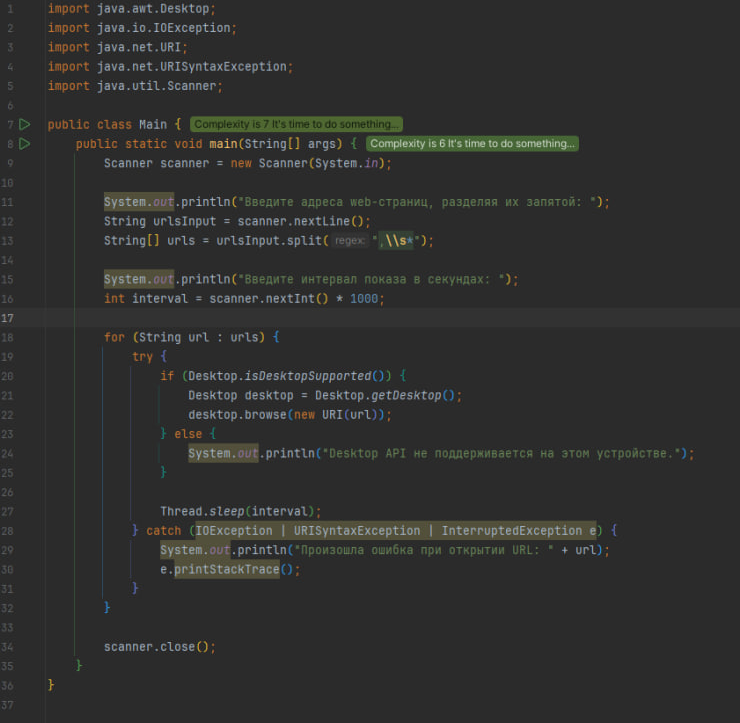 1 import java.awt.Desktop;
2 import java.io.IOException;
3 import java.net.URI;
4 import java.net.URISyntaxException;
5 import java.util.Scanner;
6
7 public class Main { Complexity is 7 It's time to do something...
8     public static void main(String[] args) { Complexity is 6 It's time to do something...
9         Scanner scanner = new Scanner(System.in);
10
11         System.out.println("Введите адреса web-страниц, разделяя их запятой: ");
12         String urlsInput = scanner.nextLine();
13         String[] urls = urlsInput.split( regex: ",\\s*");
14
15         System.out.println("Введите интервал показа в секундах: ");
16         int interval = scanner.nextInt() * 1000;
17
18         for (String url : urls) {
19             try {
20                 if (Desktop.isDesktopSupported()) {
21                     Desktop desktop = Desktop.getDesktop();
22                     desktop.browse(new URI(url));
23                 } else {
24                     System.out.println("Desktop API не поддерживается на этом устройстве.");
25                 }
26
27                 Thread.sleep(interval);
28             } catch (IOException | URISyntaxException | InterruptedException e) {
29                 System.out.println("Произошла ошибка при открытии URL: " + url);
30                 e.printStackTrace();
31             }
32         }
33
34         scanner.close();
35     }
36 }
37